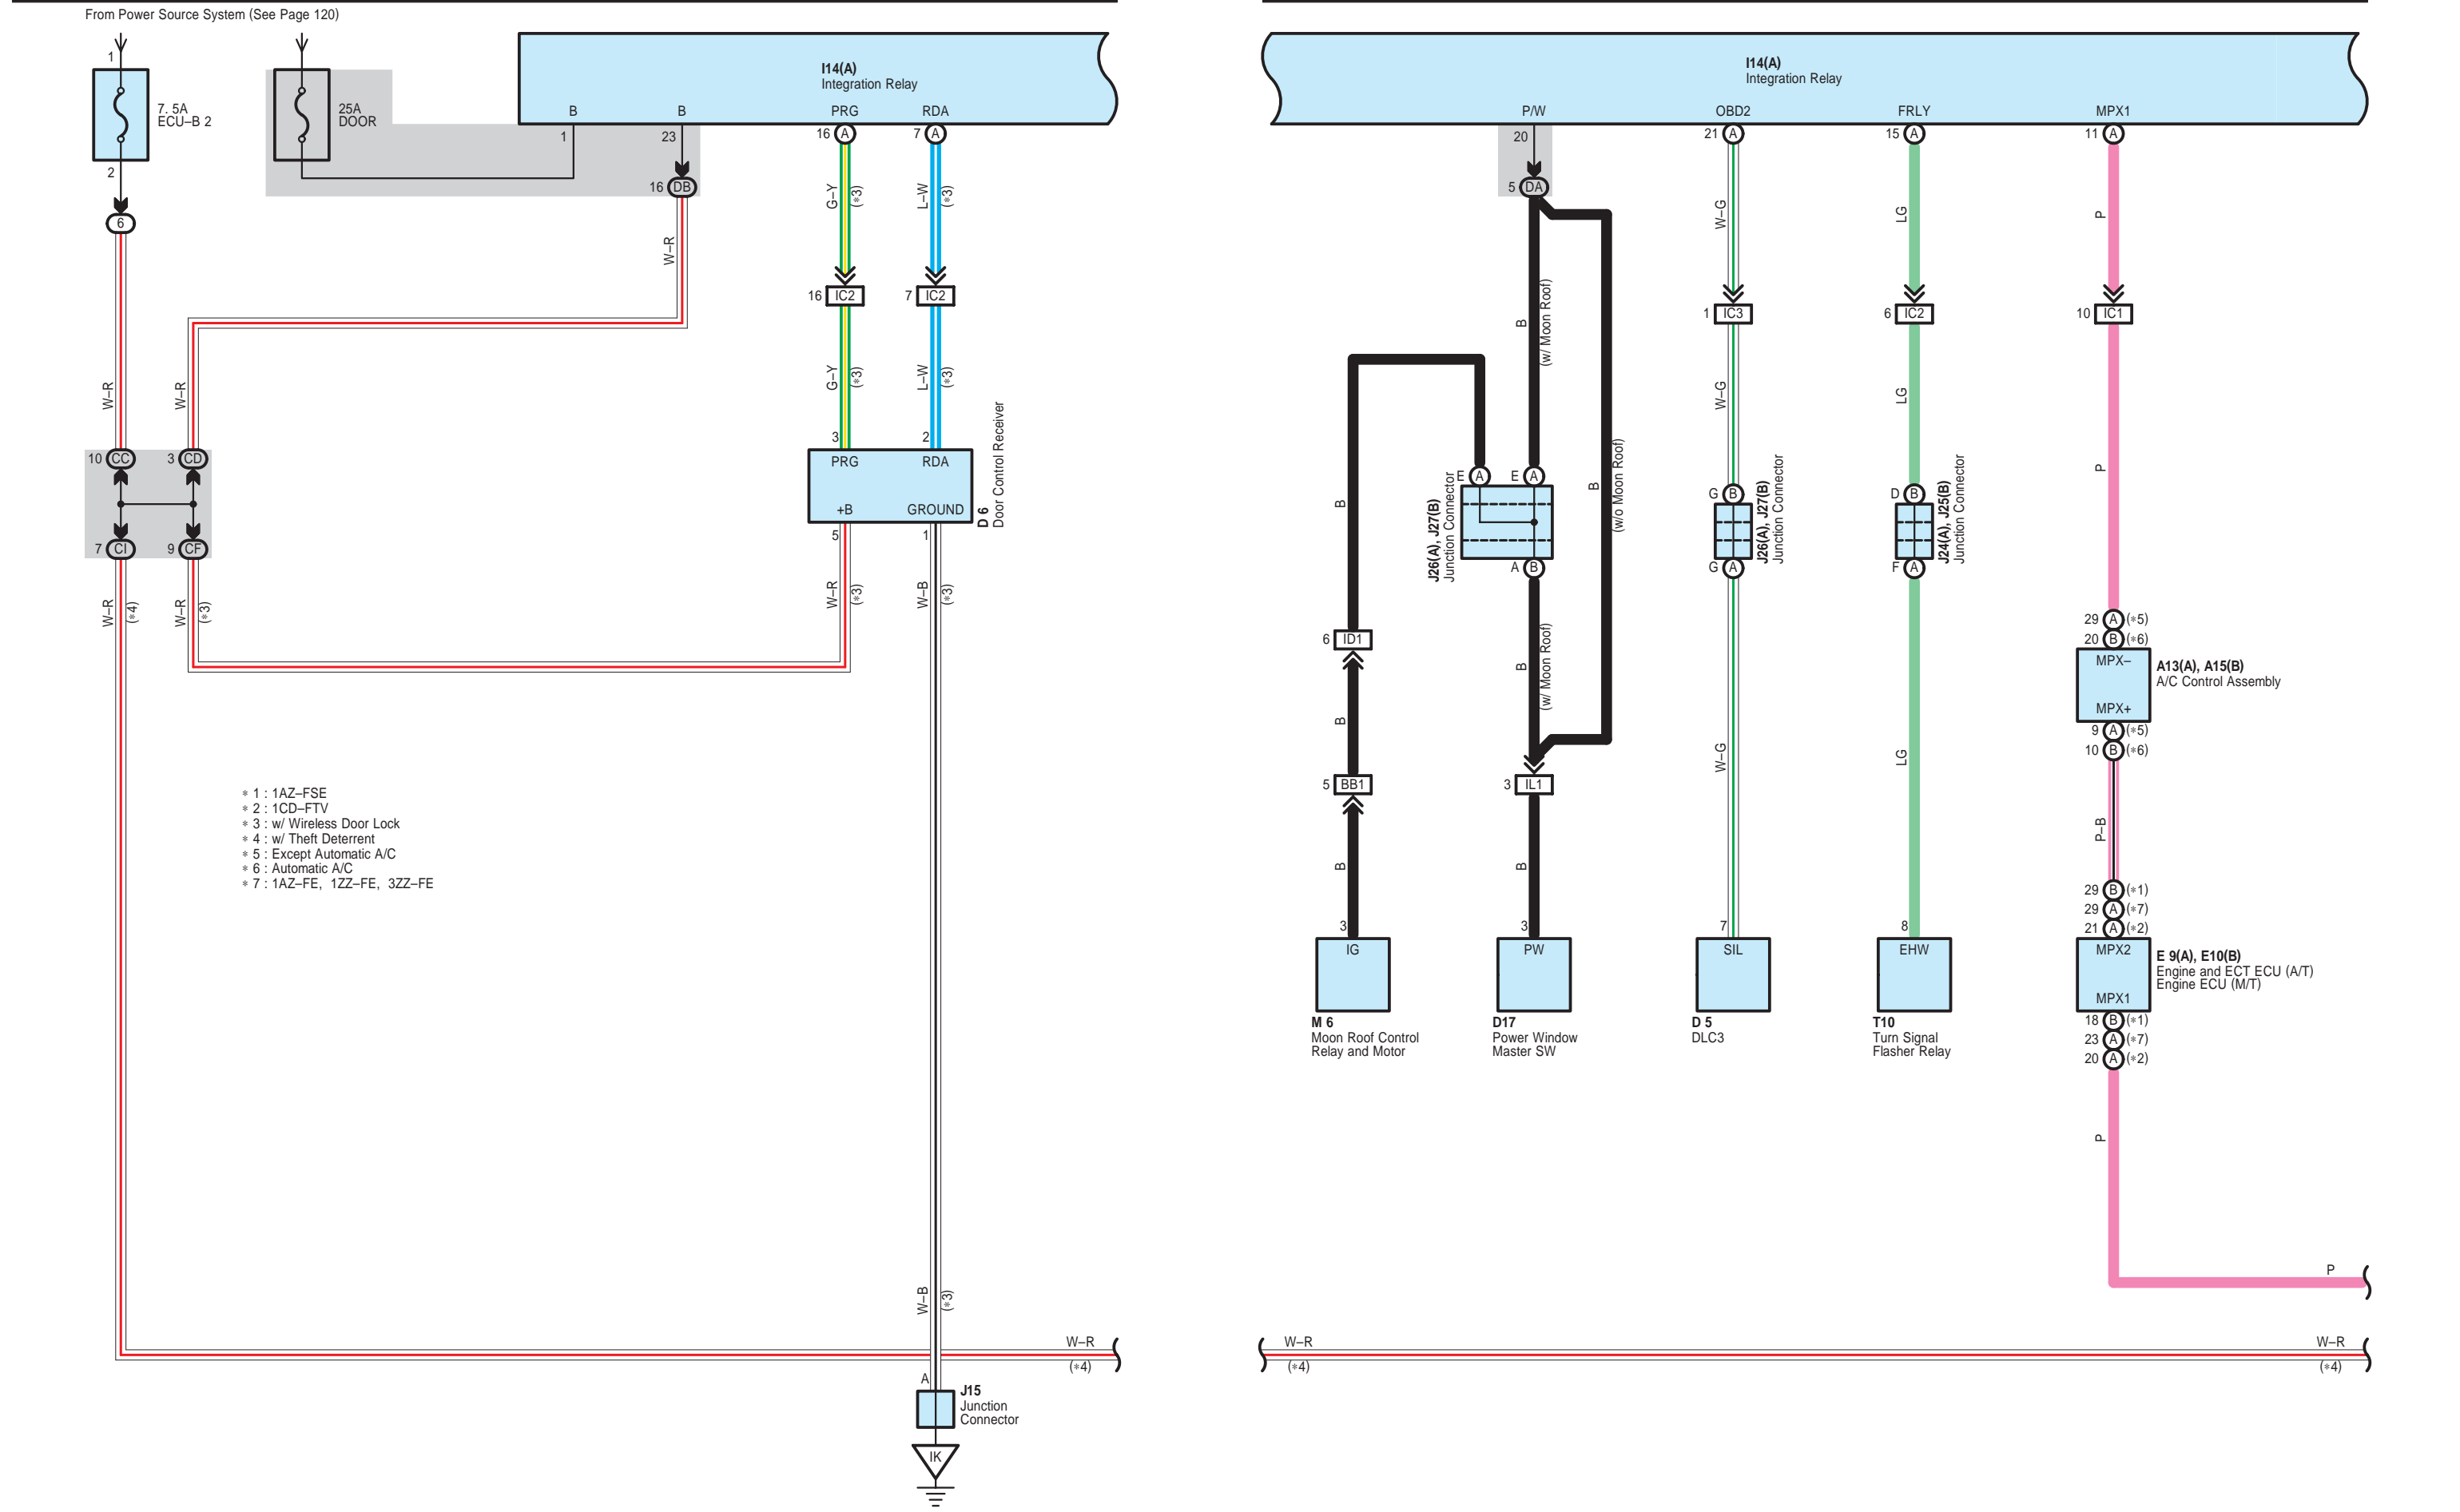 From Power Source System (See Page 120)
1
7. 5A
ECU–B 2
2
6
25A
DOOR
I14(A)
Integration Relay
B
B
PRG
RDA
1
23
16 A
7 A
16 DB
W–R
G–Y
(∗3)
L–W
(∗3)
16 IC2
7 IC2
W–R
W–R
G–Y
(∗3)
L–W
(∗3)
3
2
PRG
RDA
+B
GROUND
D 6
Door Control Receiver
5
1
10 CC
3 CD
7 CI
9 CF
W–R
(∗4)
W–R
(∗3)
W–R
(∗3)
W–B
(∗3)
∗ 1 : 1AZ–FSE
∗ 2 : 1CD–FTV
∗ 3 : w/ Wireless Door Lock
∗ 4 : w/ Theft Deterrent
∗ 5 : Except Automatic A/C
∗ 6 : Automatic A/C
∗ 7 : 1AZ–FE, 1ZZ–FE, 3ZZ–FE
W–B
(∗3)
W–R
(∗4)
A
J15
Junction
Connector
IK
I14(A)
Integration Relay
P/W
OBD2
FRLY
MPX1
20
21 A
15 A
11 A
5 DA
W–G
LG
P
B
(w/ Moon Roof)
1 IC3
6 IC2
10 IC1
W–G
LG
P
E A
E A
B
J26(A), J27(B)
Junction Connector
A B
B
(w/o Moon Roof)
G B
J26(A), J27(B)
Junction Connector
G A
D B
J24(A), J25(B)
Junction Connector
F A
6 ID1
B
(w/ Moon Roof)
29 A (∗5)
20 B (∗6)
MPX–
MPX+
A13(A), A15(B)
A/C Control Assembly
9 A (∗5)
10 B (∗6)
B
W–G
LG
5 BB1
3 IL1
P–B
B
B
29 B (∗1)
29 A (∗7)
21 A (∗2)
3
3
7
8
IG
PW
SIL
EHW
MPX2
MPX1
E 9(A), E10(B)
Engine and ECT ECU (A/T)
Engine ECU (M/T)
M 6
Moon Roof Control
Relay and Motor
D17
Power Window
Master SW
D 5
DLC3
T10
Turn Signal
Flasher Relay
18 B (∗1)
23 A (∗7)
20 A (∗2)
P
P
W–R
(∗4)
W–R
(∗4)